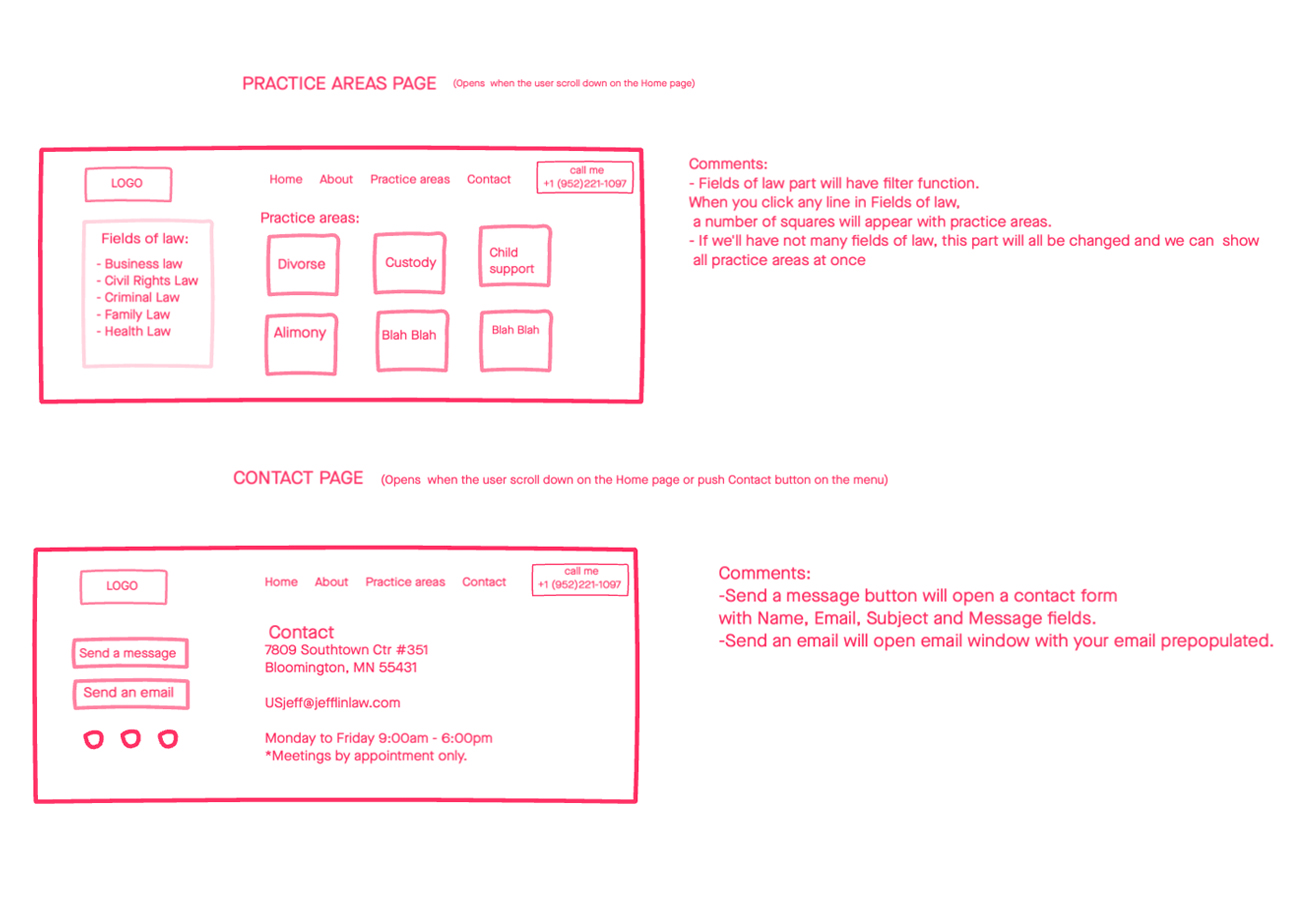 PRACTICE AREAS PAGE (Opens when the user scroll down on the Home page)
LOGO
Home About Practice areas Contact
call me
+1 (952)221-1097
Fields of law:
- Business law
- Civil Rights Law
- Criminal Law
- Family Law
- Health Law
Practice areas:
Divorse
Custody
Child
support
Alimony
Blah Blah
Blah Blah
Comments:
- Fields of law part will have filter function.
When you click any line in Fields of law,
a number of squares will appear with practice areas.
- If we'll have not many fields of law, this part will all be changed and we can show
all practice areas at once
CONTACT PAGE (Opens when the user scroll down on the Home page or push Contact button on the menu)
LOGO
Home About Practice areas Contact
call me
+1 (952)221-1097
Send a message
Send an email
Contact
7809 Southtown Ctr #351
Bloomington, MN 55431
USjeff@jefflinlaw.com
Monday to Friday 9:00am - 6:00pm
*Meetings by appointment only.
Comments:
-Send a message button will open a contact form
with Name, Email, Subject and Message fields.
-Send an email will open email window with your email prepopulated.